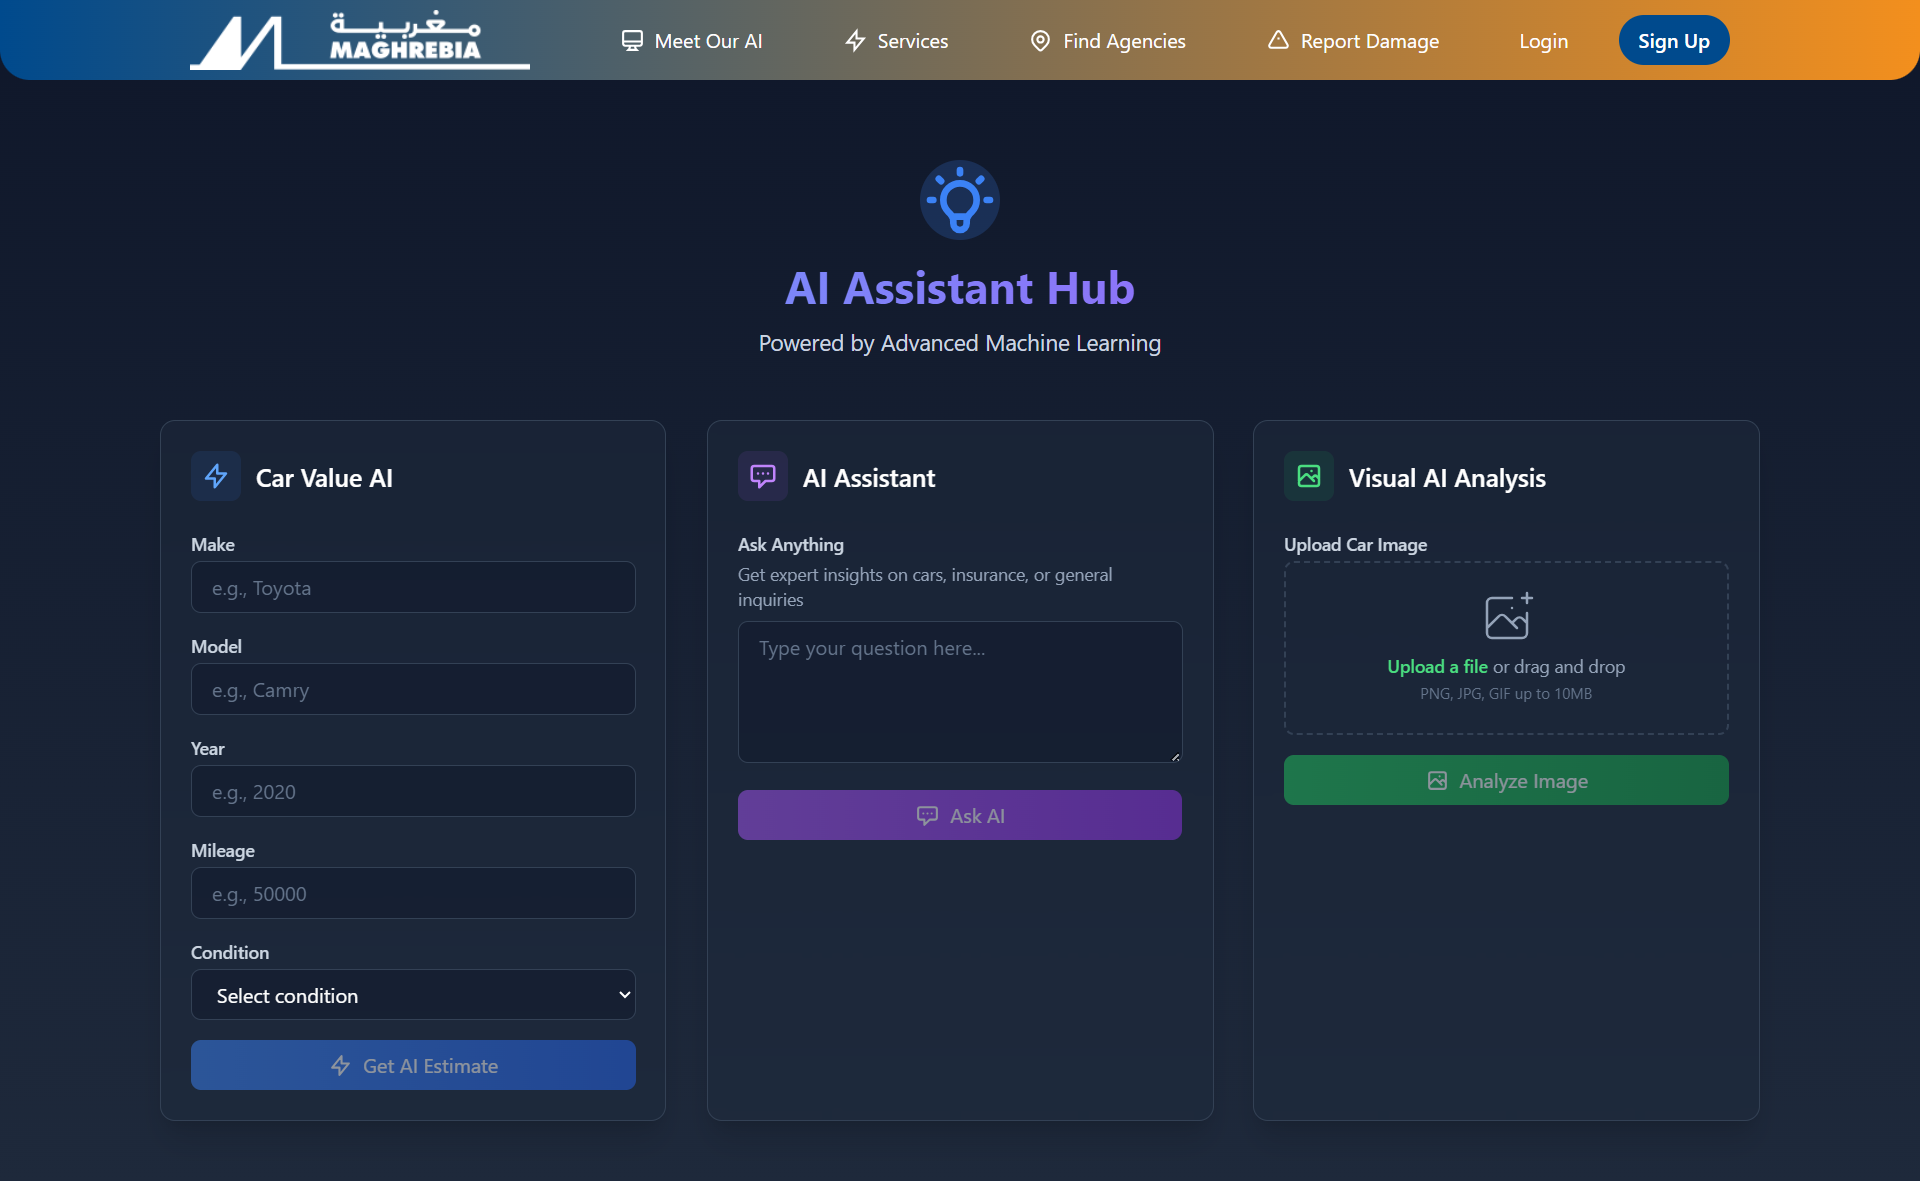 مغربية
MAGHREBIA
Meet Our AI
Services
Find Agencies
Report Damage
Login
Sign Up
AI Assistant Hub
Powered by Advanced Machine Learning
Car Value AI
Make
e.g., Toyota
Model
e.g., Camry
Year
e.g., 2020
Mileage
e.g., 50000
Condition
Select condition
Get AI Estimate
AI Assistant
Ask Anything
Get expert insights on cars, insurance, or general
inquiries
Type your question here...
Ask AI
Visual AI Analysis
Upload Car Image
Upload a file or drag and drop
PNG, JPG, GIF up to 10MB
Analyze Image